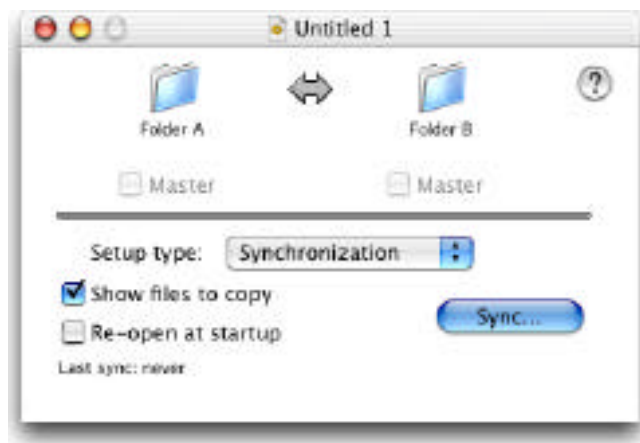 Untitled 1
?
Folder A Folder B
Master Master
Setup type: Synchronization
Show files to copy
Sync...
Re-open at startup
Last sync: never